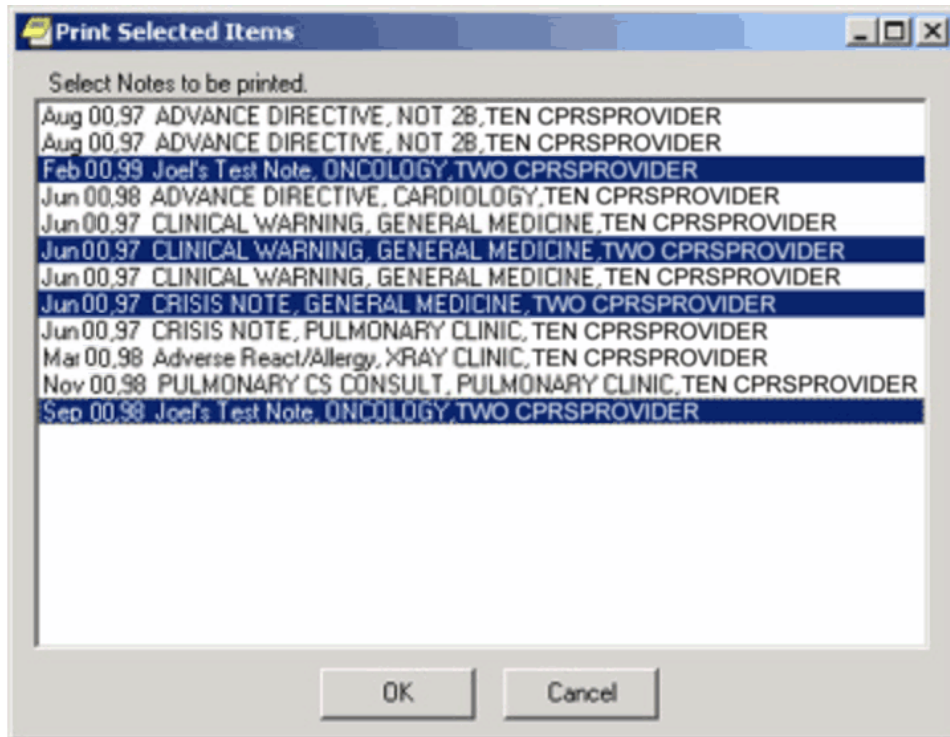 Print Selected Items
Select Notes to be printed.
Aug 00,97 ADVANCE DIRECTIVE, NOT 2B,TEN CPRSPROVIDER
Aug 00,97 ADVANCE DIRECTIVE, NOT 2B,TEN CPRSPROVIDER
Feb 00,99 Joel's Test Note, ONCOLOGY,TWO CPRSPROVIDER
Jun 00,98 ADVANCE DIRECTIVE, CARDIOLOGY,TEN CPRSPROVIDER
Jun 00,97 CLINICAL WARNING, GENERAL MEDICINE,TEN CPRSPROVIDER
Jun 00,97 CLINICAL WARNING, GENERAL MEDICINE,TWO CPRSPROVIDER
Jun 00,97 CLINICAL WARNING, GENERAL MEDICINE, TEN CPRSPROVIDER
Jun 00,97 CRISIS NOTE, GENERAL MEDICINE, TWO CPRSPROVIDER
Jun 00,97 CRISIS NOTE, PULMONARY CLINIC, TEN CPRSPROVIDER
Mar 00,98 Adverse React/Allergy, XRAY CLINIC, TEN CPRSPROVIDER
Nov 00,98 PULMONARY CS CONSULT, PULMONARY CLINIC, TEN CPRSPROVIDER
Sep 00,98 Joel's Test Note, ONCOLOGY,TWO CPRSPROVIDER
OK Cancel